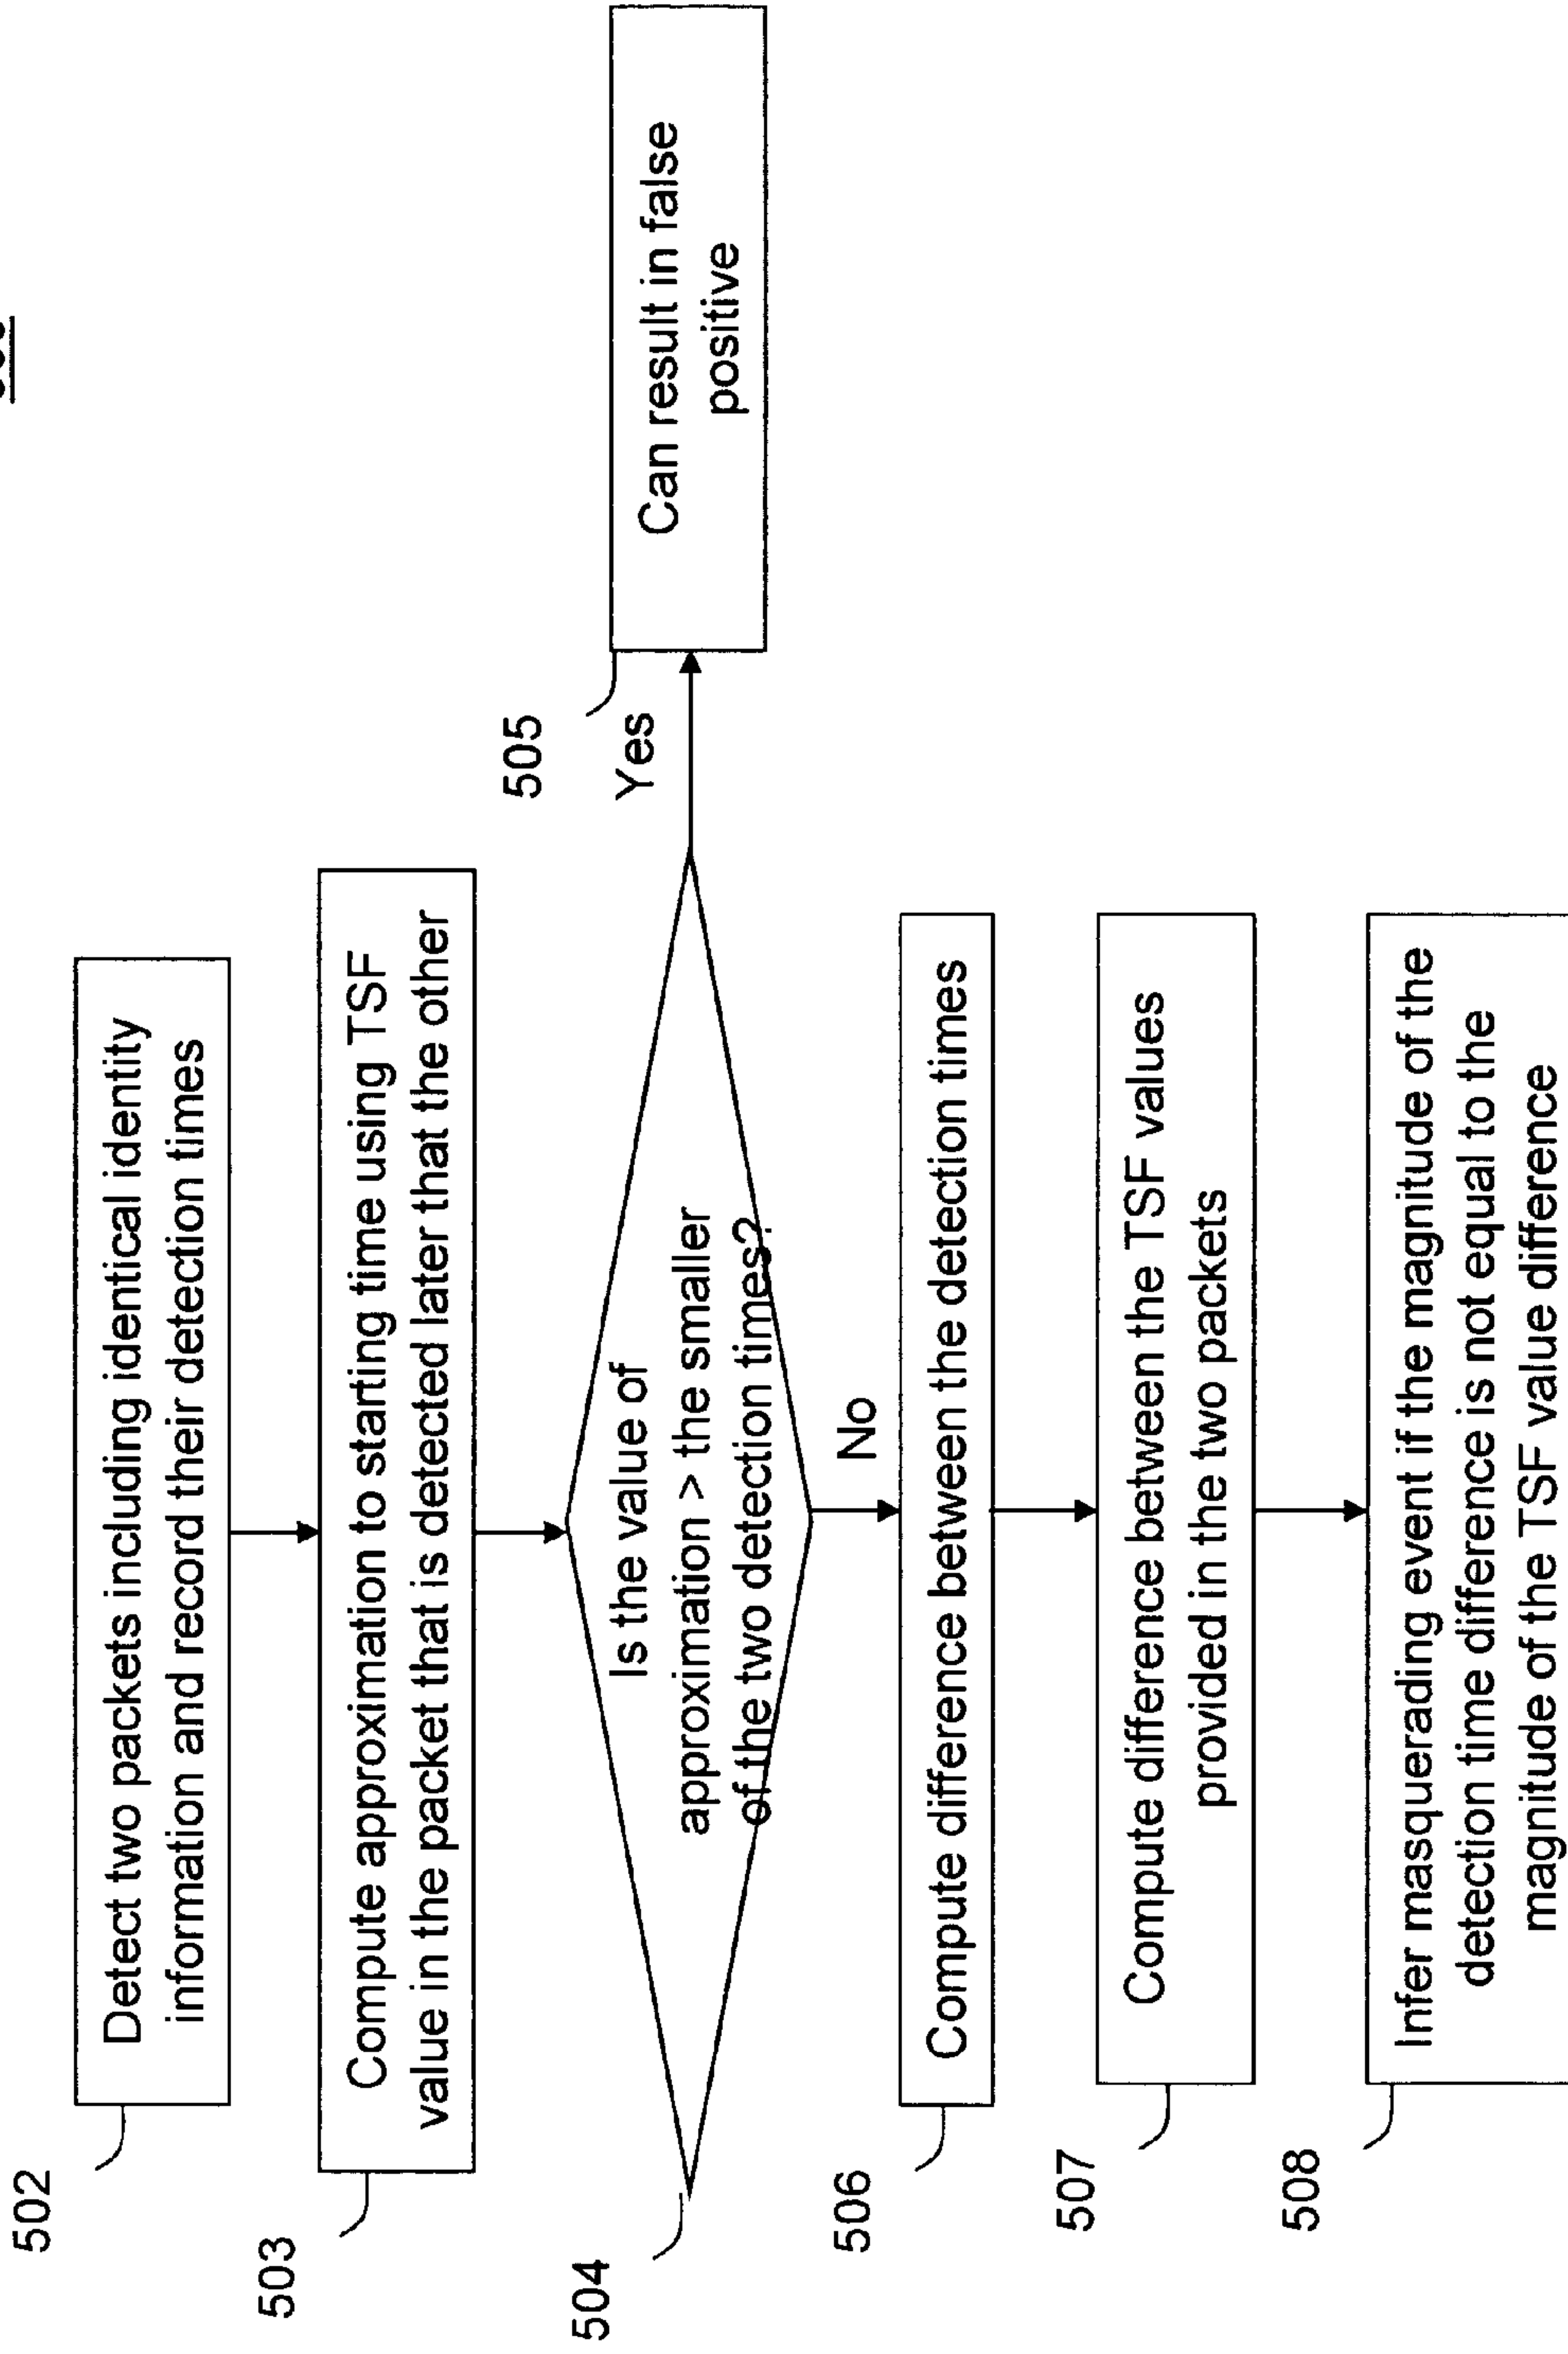 502
Detect two packets including identical identity
information and record their detection times
503
Compute approximation to starting time using TSF
value in the packet that is detected later that the other
504
Is the value of
approximation > the smaller
of the two detection times?
Yes
505
Can result in false
positive
No
506
Compute difference between the detection times
507
Compute difference between the TSF values
provided in the two packets
508
Infer masquerading event if the magnitude of the
detection time difference is not equal to the
magnitude of the TSF value difference